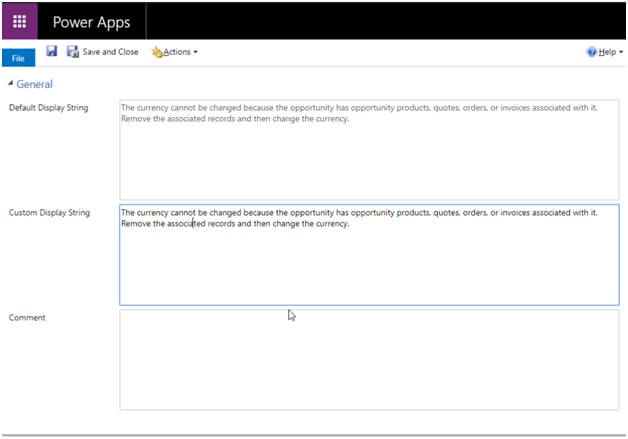 Power Apps
File
Save and Close
Actions
Help
General
Default Display String
The currency cannot be changed because the opportunity has opportunity products, quotes, orders, or invoices associated with it.
Remove the associated records and then change the currency.
Custom Display String
The currency cannot be changed because the opportunity has opportunity products, quotes, orders, or invoices associated with it.
Remove the associated records and then change the currency.
Comment